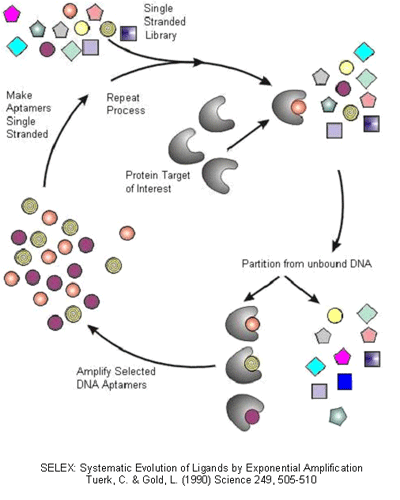 Single
Stranded
Library
Make
Aptamers
Single
Stranded
Repeat
Process
Protein Target
of Interest
Partition from unbound DNA
Amplify Selected
DNA Aptamers
SELEX: Systematic Evolution of Ligands by Exponential Amplification
Tuerk, C. & Gold, L. (1990) Science 249, 505-510